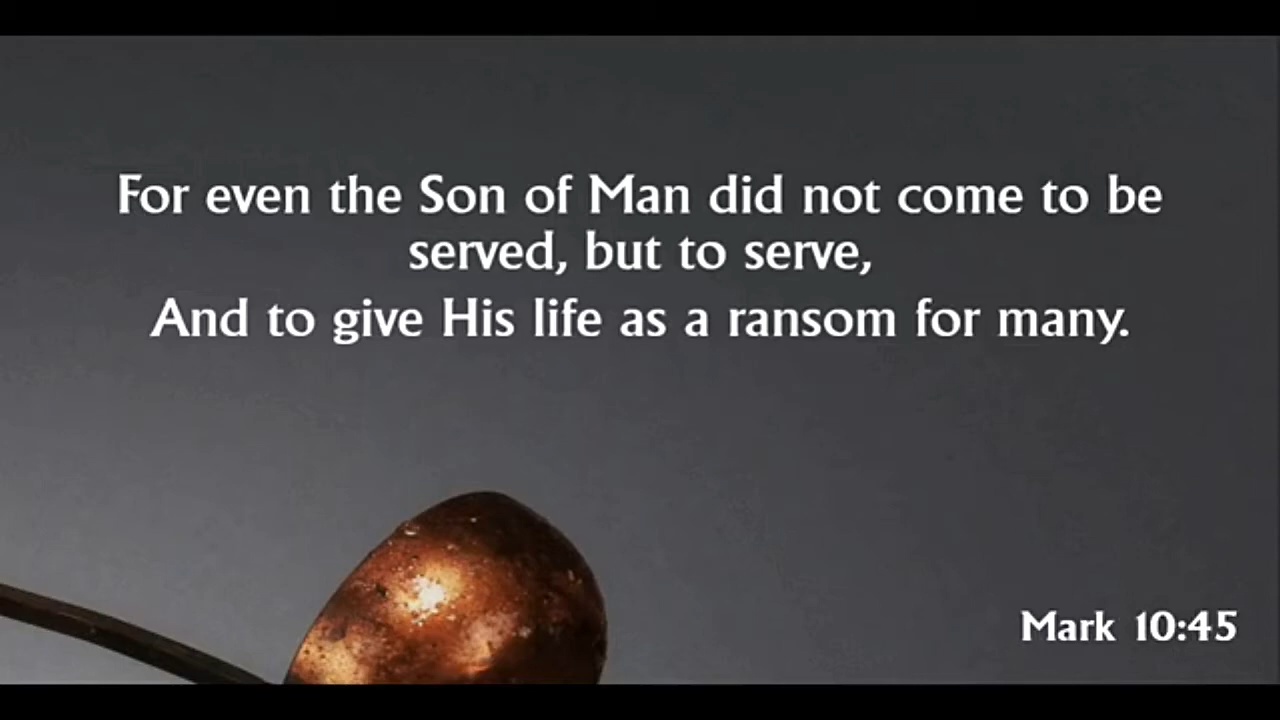 For even the Son of Man did not come to be
served, but to serve,
And to give His life as a ransom for many.
Mark 10:45